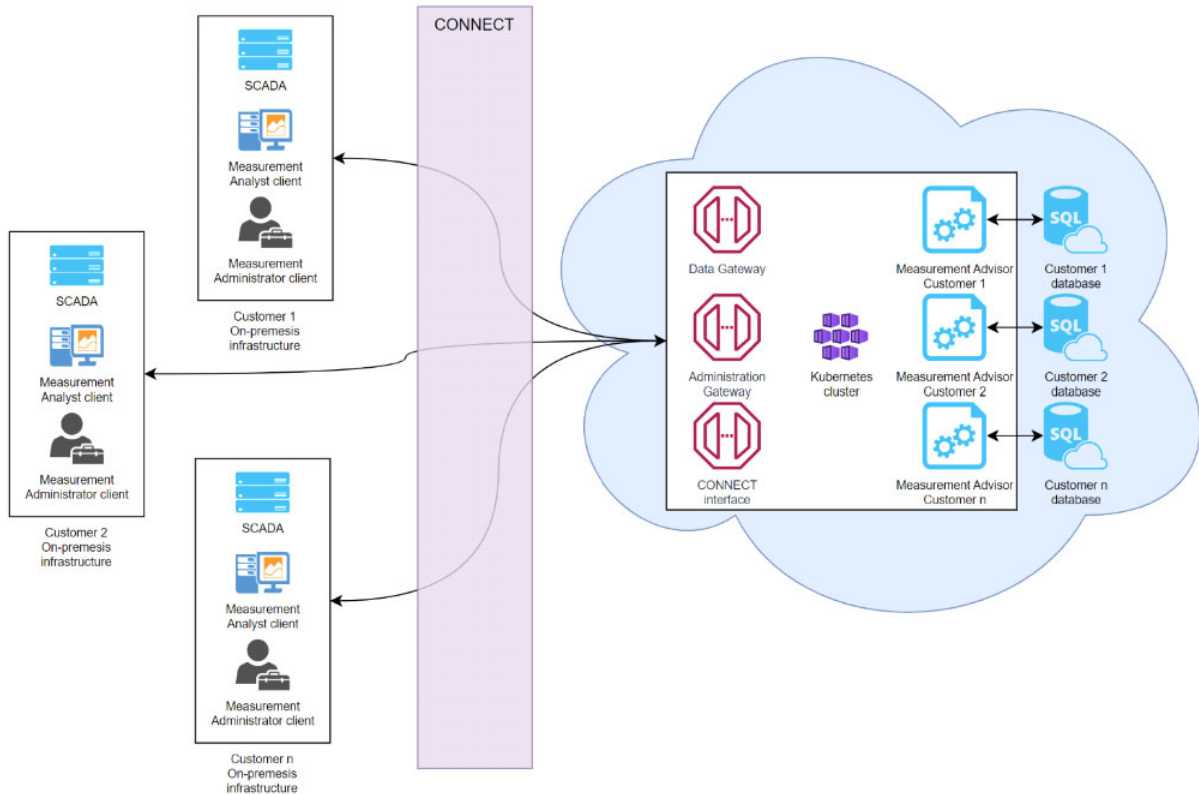 CONNECT
SCADA
Measurement
Analyst client
Measurement
Administrator client
Customer 1
On-premesis
infrastructure
SCADA
Measurement
Analyst client
Measurement
Administrator client
Customer 2
On-premesis
infrastructure
SCADA
Measurement
Analyst client
Measurement
Administrator client
Customer n
On-premesis
infrastructure
Data Gateway
Administration
Gateway
CONNECT
interface
Kubernetes
cluster
Measurement Advisor
Customer 1
SQL
Customer 1
database
Measurement Advisor
Customer 2
SQL
Customer 2
database
Measurement Advisor
Customer n
SQL
Customer n
database